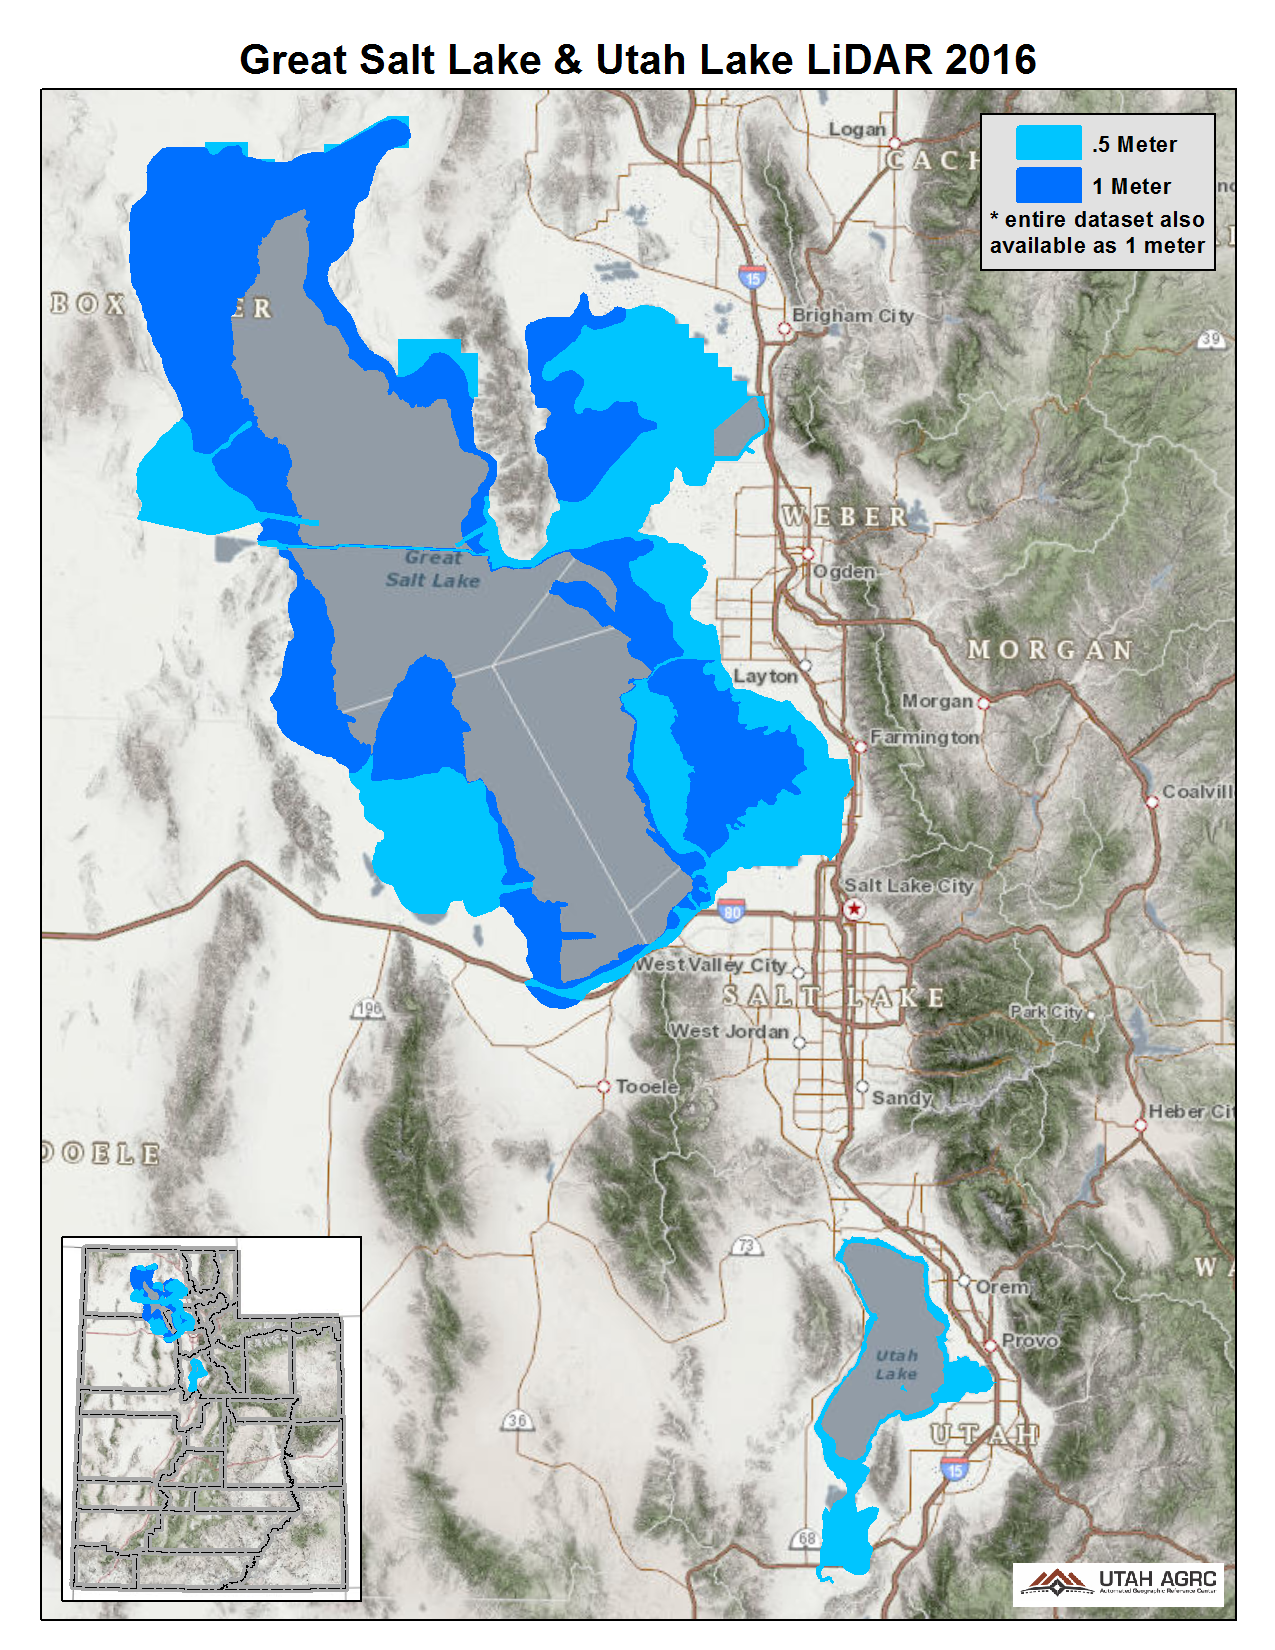 Great Salt Lake & Utah Lake LiDAR 2016
.5 Meter
1 Meter
* entire dataset also
available as 1 meter
Logan
CACH
15
BOX
ER
Brigham City
39
WEBER
Great
Salt Lake
Ogden
MORGAN
Layton
Morgan
Farmington
Coalvill
Salt Lake City
80
West Valley City
SALT LAKE
196
Park City
West Jordan
Tooele
Sandy
Heber Cit
OOELE
73
WA
Orem
Provo
Utah
Lake
36
UTAH
15
68
UTAH AGRC
Automated Geographic Reference Center